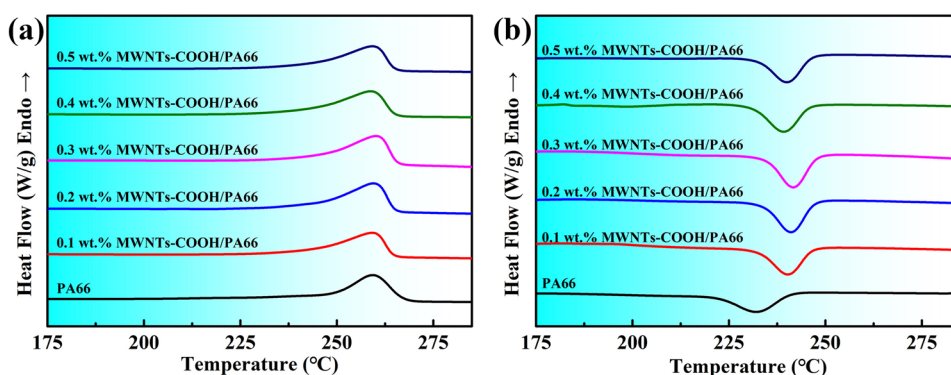 (a)
0.5 wt.% MWNTs-COOH/PA66
0.4 wt.% MWNTs-COOH/PA66
0.3 wt.% MWNTs-COOH/PA66
0.2 wt.% MWNTs-COOH/PA66
0.1 wt.% MWNTs-COOH/PA66
PA66
Heat Flow (W/g) Endo →
175 200 225 250 275
Temperature (℃)
(b)
0.5 wt.% MWNTs-COOH/PA66
0.4 wt.% MWNTs-COOH/PA66
0.3 wt.% MWNTs-COOH/PA66
0.2 wt.% MWNTs-COOH/PA66
0.1 wt.% MWNTs-COOH/PA66
PA66
Heat Flow (W/g) Endo →
175 200 225 250 275
Temperature (℃)